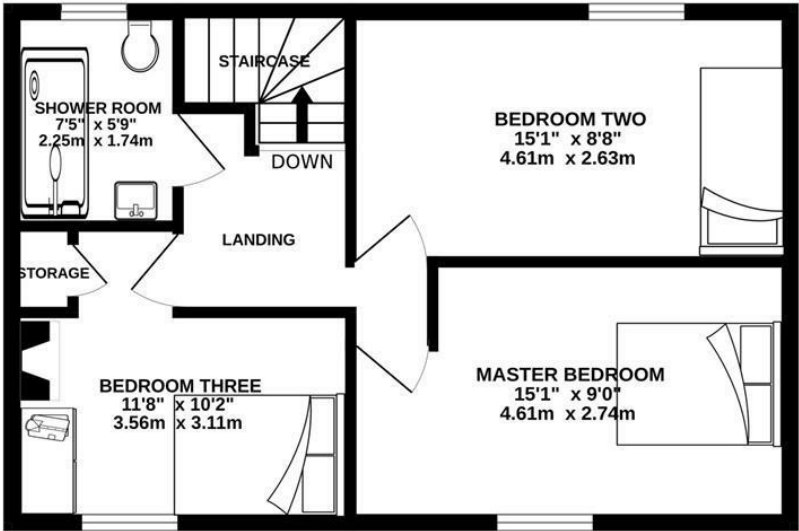 STAIRCASE
SHOWER ROOM
7'5" x 5'9"
2.25m x 1.74m
BEDROOM TWO
15'1" x 8'8"
4.61m x 2.63m
DOWN
LANDING
STORAGE
BEDROOM THREE
11'8" x 10'2"
3.56m x 3.11m
MASTER BEDROOM
15'1" x 9'0"
4.61m x 2.74m